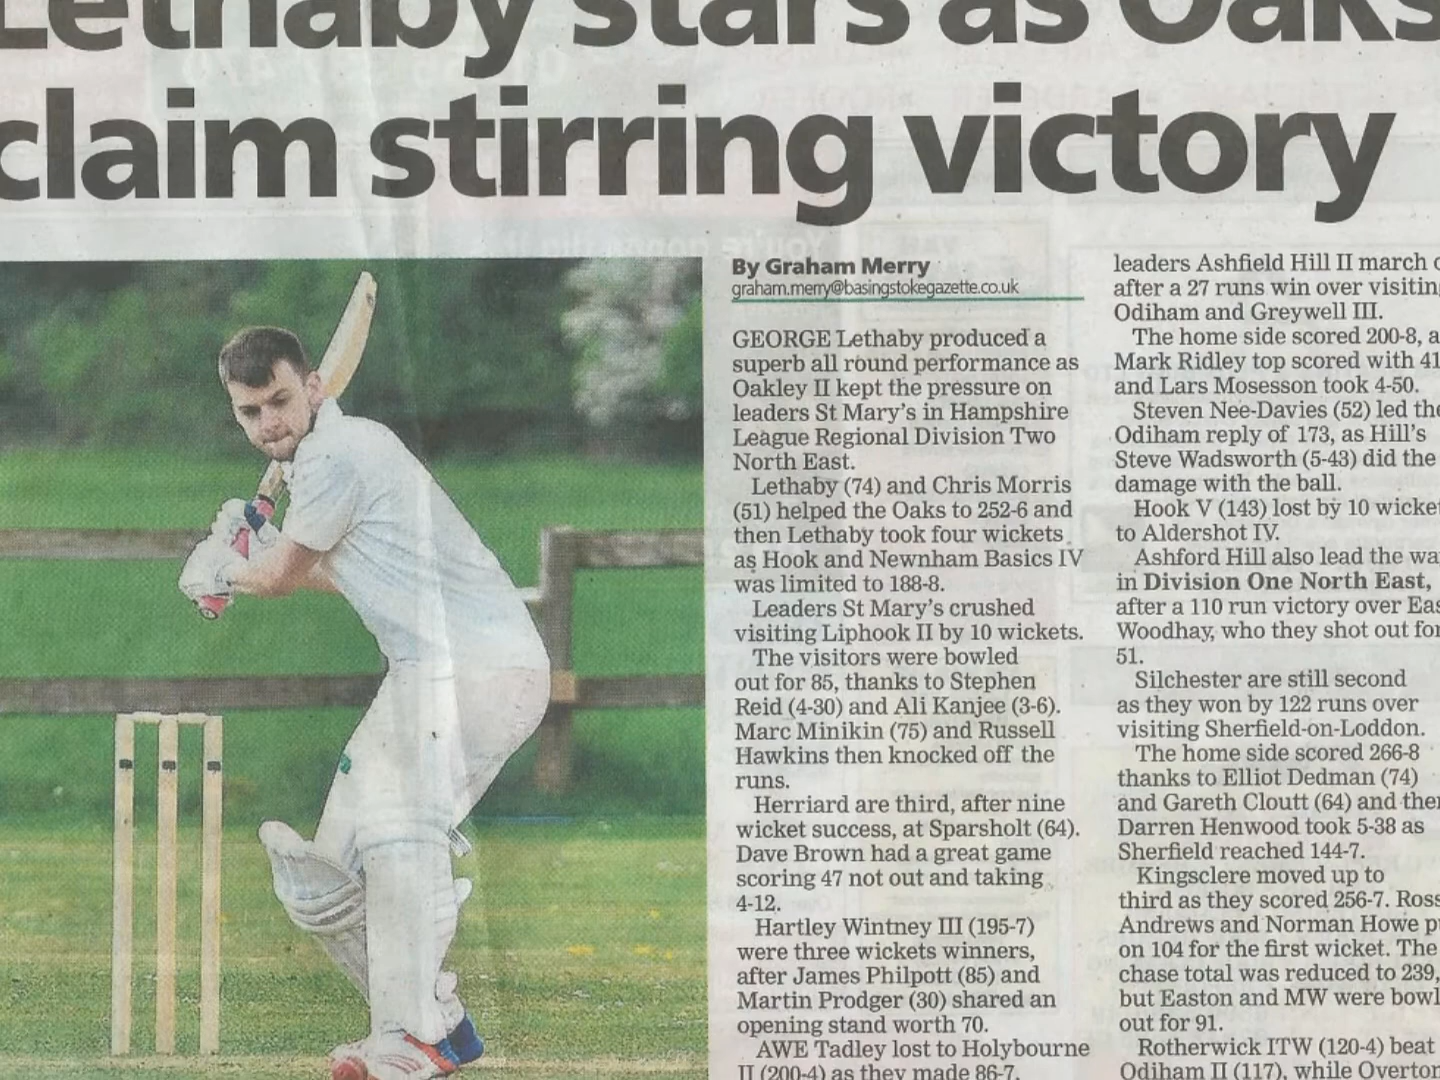 Lethaby stars as Oaks
claim stirring victory
By Graham Merry
graham.merry@basingstokegazette.co.uk
GEORGE Lethaby produced a
superb all round performance as
Oakley II kept the pressure on
leaders St Mary's in Hampshire
League Regional Division Two
North East.
Lethaby (74) and Chris Morris
(51) helped the Oaks to 252-6 and
then Lethaby took four wickets
as Hook and Newnham Basics IV
was limited to 188-8.
Leaders St Mary's crushed
visiting Liphook II by 10 wickets.
The visitors were bowled
out for 85, thanks to Stephen
Reid (4-30) and Ali Kanjee (3-6).
Marc Minikin (75) and Russell
Hawkins then knocked off the
runs.
Herriard are third, after nine
wicket success, at Sparsholt (64).
Dave Brown had a great game
scoring 47 not out and taking
4-12.
Hartley Wintney III (195-7)
were three wickets winners,
after James Philpott (85) and
Martin Prodger (30) shared an
opening stand worth 70.
AWE Tadley lost to Holybourne
II (200-4) as they made 86-7.
leaders Ashfield Hill II march
after a 27 runs win over visiting
Odiham and Greywell III.
The home side scored 200-8,
Mark Ridley top scored with 41
and Lars Mosesson took 4-50.
Steven Nee-Davies (52) led the
Odiham reply of 173, as Hill's
Steve Wadsworth (5-43) did the
damage with the ball.
Hook V (143) lost by 10 wicket
to Aldershot IV.
Ashford Hill also lead the wa
in Division One North East,
after a 110 run victory over Eas
Woodhay, who they shot out for
51.
Silchester are still second
as they won by 122 runs over
visiting Sherfield-on-Loddon.
The home side scored 266-8
thanks to Elliot Dedman (74)
and Gareth Cloutt (64) and then
Darren Henwood took 5-38 as
Sherfield reached 144-7.
Kingsclere moved up to
third as they scored 256-7. Ross
Andrews and Norman Howe p
on 104 for the first wicket. The
chase total was reduced to 239,
but Easton and MW were bowl
out for 91.
Rotherwick ITW (120-4) beat
Odiham II (117), while Overton